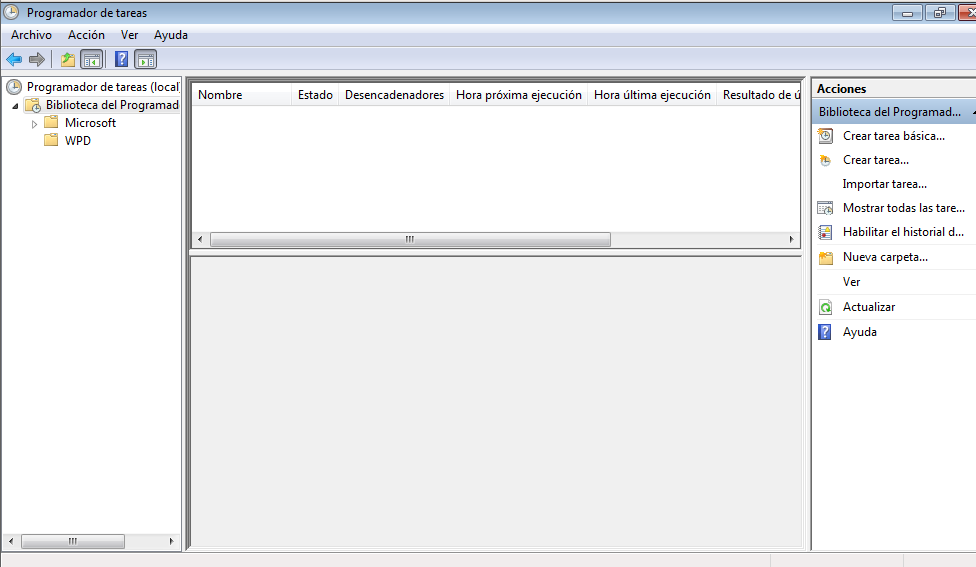 Programador de tareas
Archivo Acción Ver Ayuda
Programador de tareas (local)
Biblioteca del Programad
Microsoft
WPD
Nombre Estado Desencadenadores Hora próxima ejecución Hora última ejecución Resultado de ú
Acciones
Biblioteca del Programad...
Crear tarea básica...
Crear tarea...
Importar tarea...
Mostrar todas las tare...
Habilitar el historial d...
Nueva carpeta...
Ver
Actualizar
Ayuda